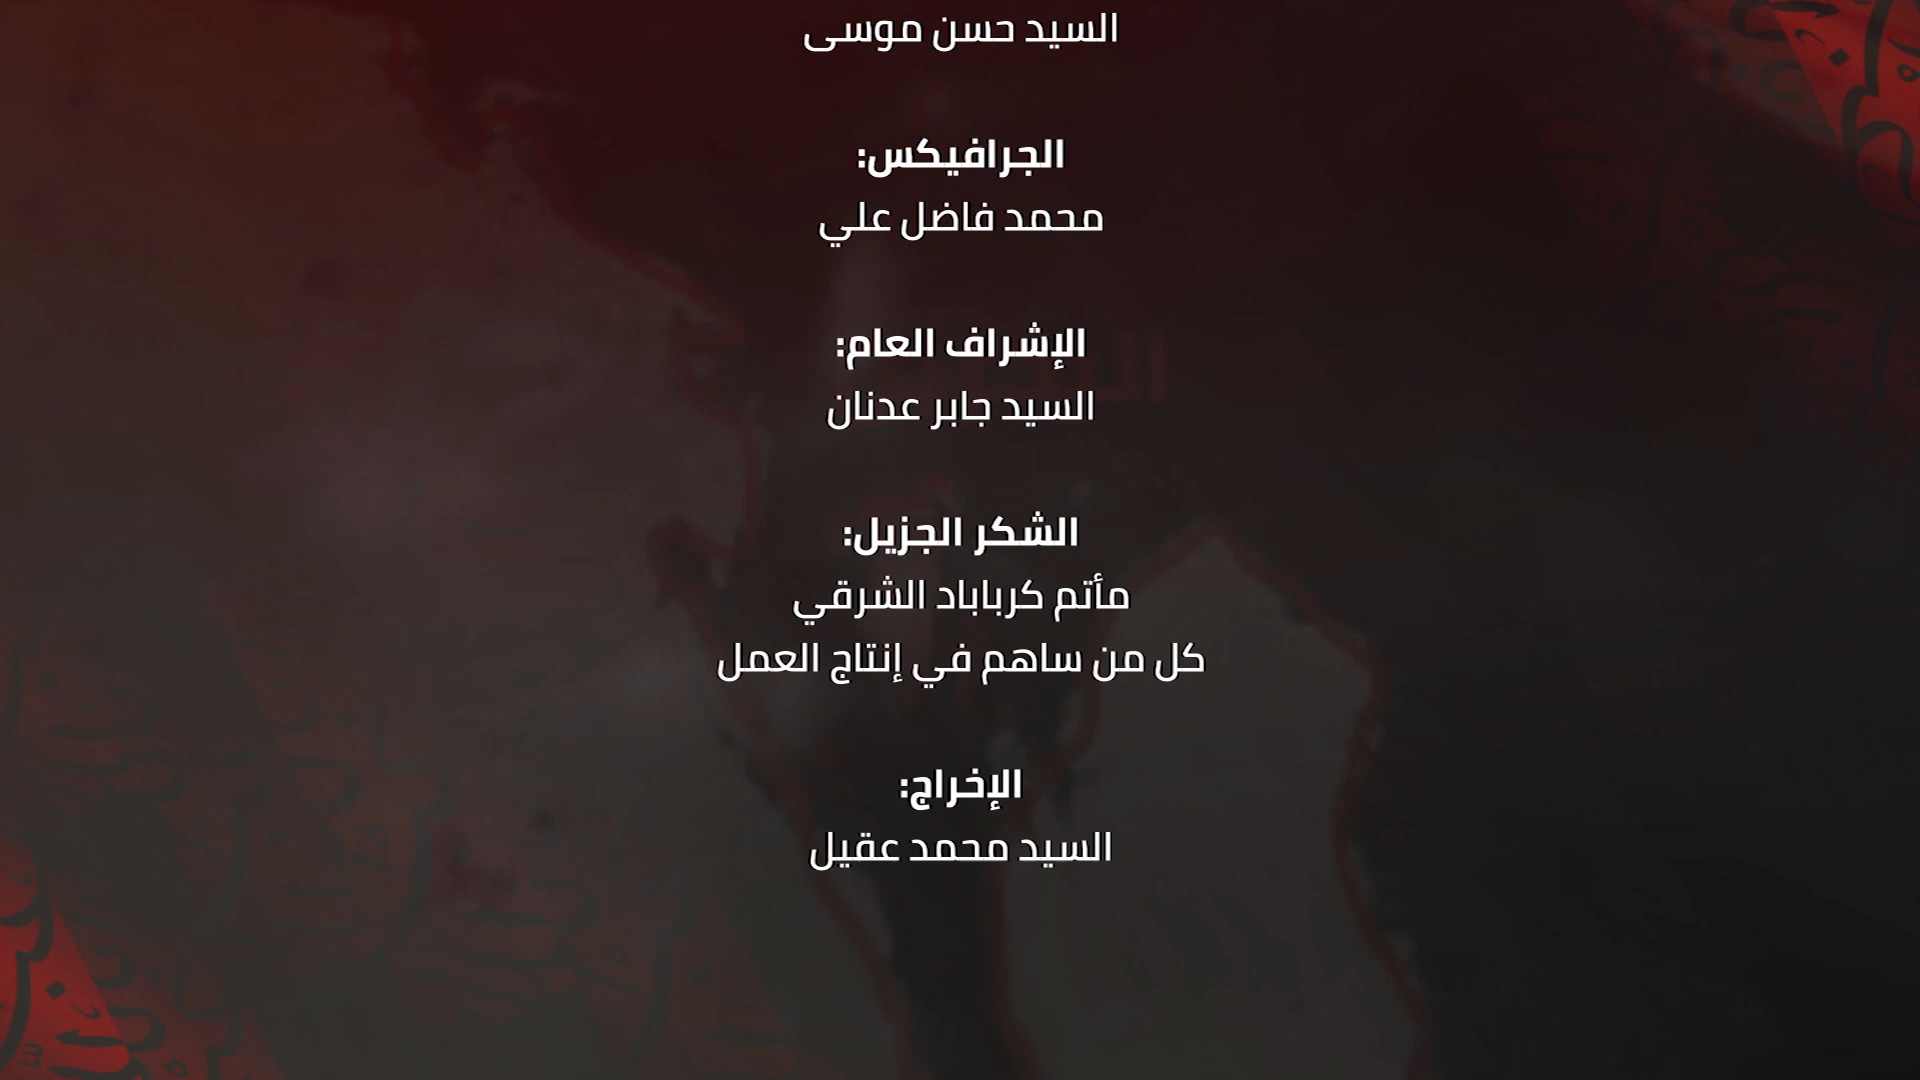 السيد حسن موسى
الجرافيكس:
محمد فاضل علي
الإشراف العام:
السيد جابر عدنان
الشكر الجزيل:
مأتم كرباباد الشرقي
كل من ساهم في إنتاج العمل
الإخراج:
السيد محمد عقيل